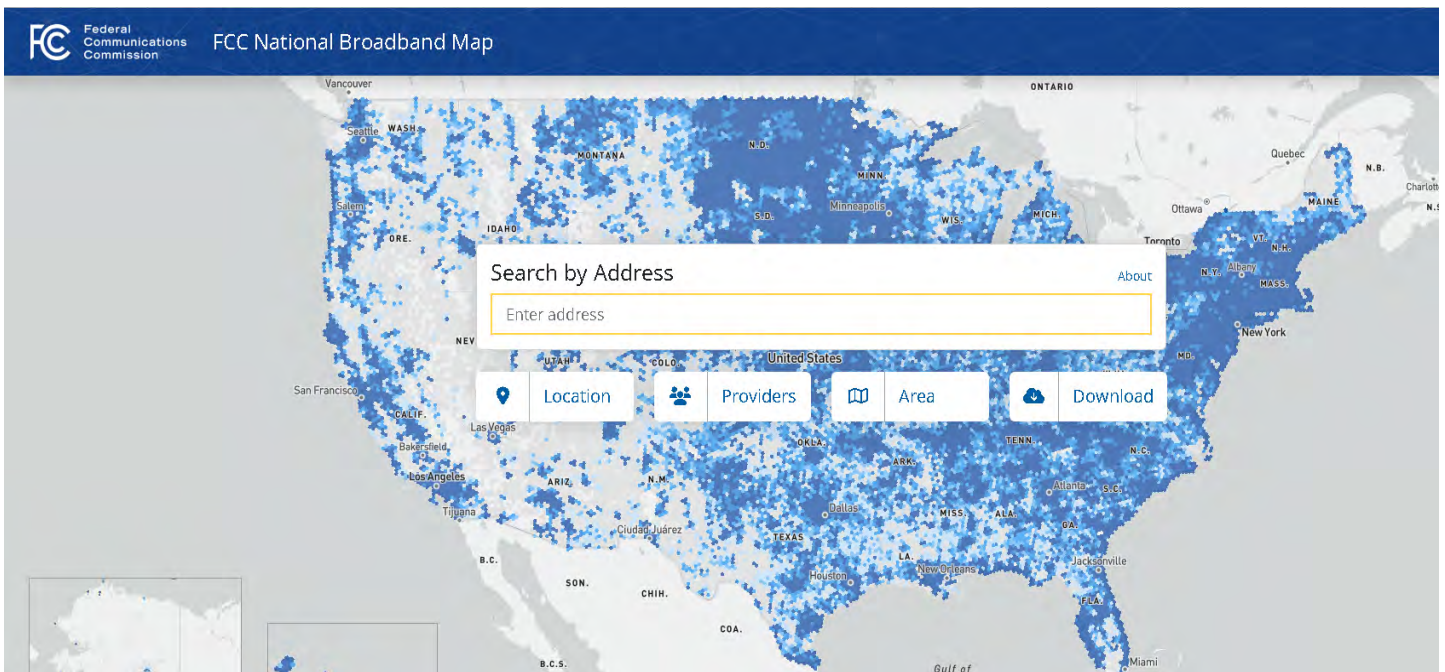 FCC
Federal
Communications
Commission
FCC National Broadband Map
Vancouver
ONTARIO
Seattle
WASH.
MONTANA
N.D.
MINN.
Quebec
N.B.
Charlott
Salem
S.D.
Minneapolis
WIS.
MICH.
Ottawa
MAINE
N.S
ORE.
IDAHO
Toronto
VT.
N.H.
Search by Address
About
N.Y.
Albany
MASS.
Enter address
New York
NEV
UTAH
COLO.
United States
MD.
San Francisco
Location
Providers
Area
Download
CALIF.
Las Vegas
Bakersfield
OKLA.
TENN.
N.C.
ARK.
Los Angeles
ARIZ.
N.M.
Atlanta
S.C.
Tijuana
Dallas
MISS.
ALA.
GA.
Ciudad Juárez
TEXAS
B.C.
LA.
Jacksonville
SON.
CHIH.
Houston
New Orleans
FLA.
COA.
B.C.S.
Gulf of
Miami